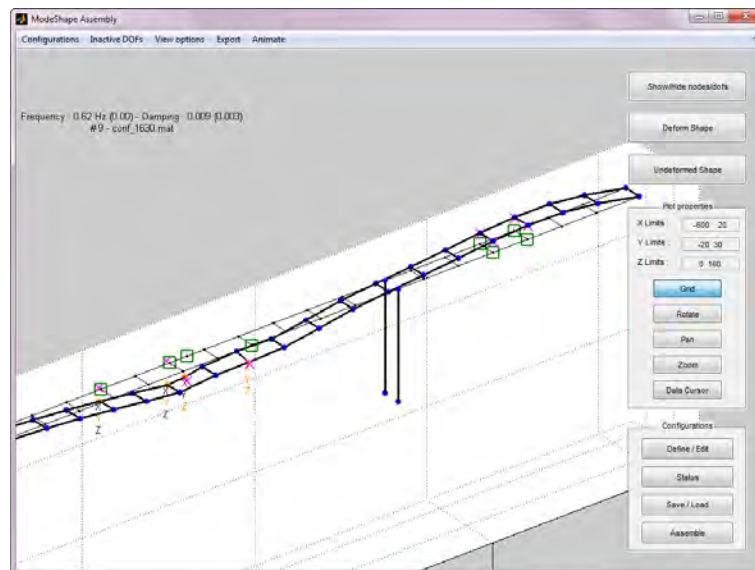 ModeShape Assembly
Configurations Inactive DOFs View options Export Animate
Show/Hide nodes/dofs
Frequency : 0.62 Hz (0.00) - Damping : 0.009 (0.003)
#9 - conf_1630.mat
Deform Shape
Undeformed Shape
Plot properties
X Limits : -600 20
Y Limits : -20 30
Z Limits : 0 160
Grid
Rotate
Pan
Zoom
Data Cursor
Configurations
Define / Edit
Status
Save / Load
Assemble
Z
Z
Z